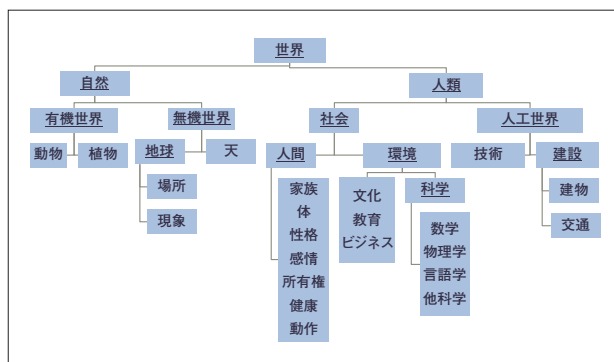 世界
自然
人類
有機世界
無機世界
社会
人工世界
動物
植物
地球
天
人間
環境
技術
建設
場所
現象
家族
体
性格
感情
所有権
健康
動作
文化
教育
ビジネス
科学
数学
物理学
言語学
他科学
建物
交通